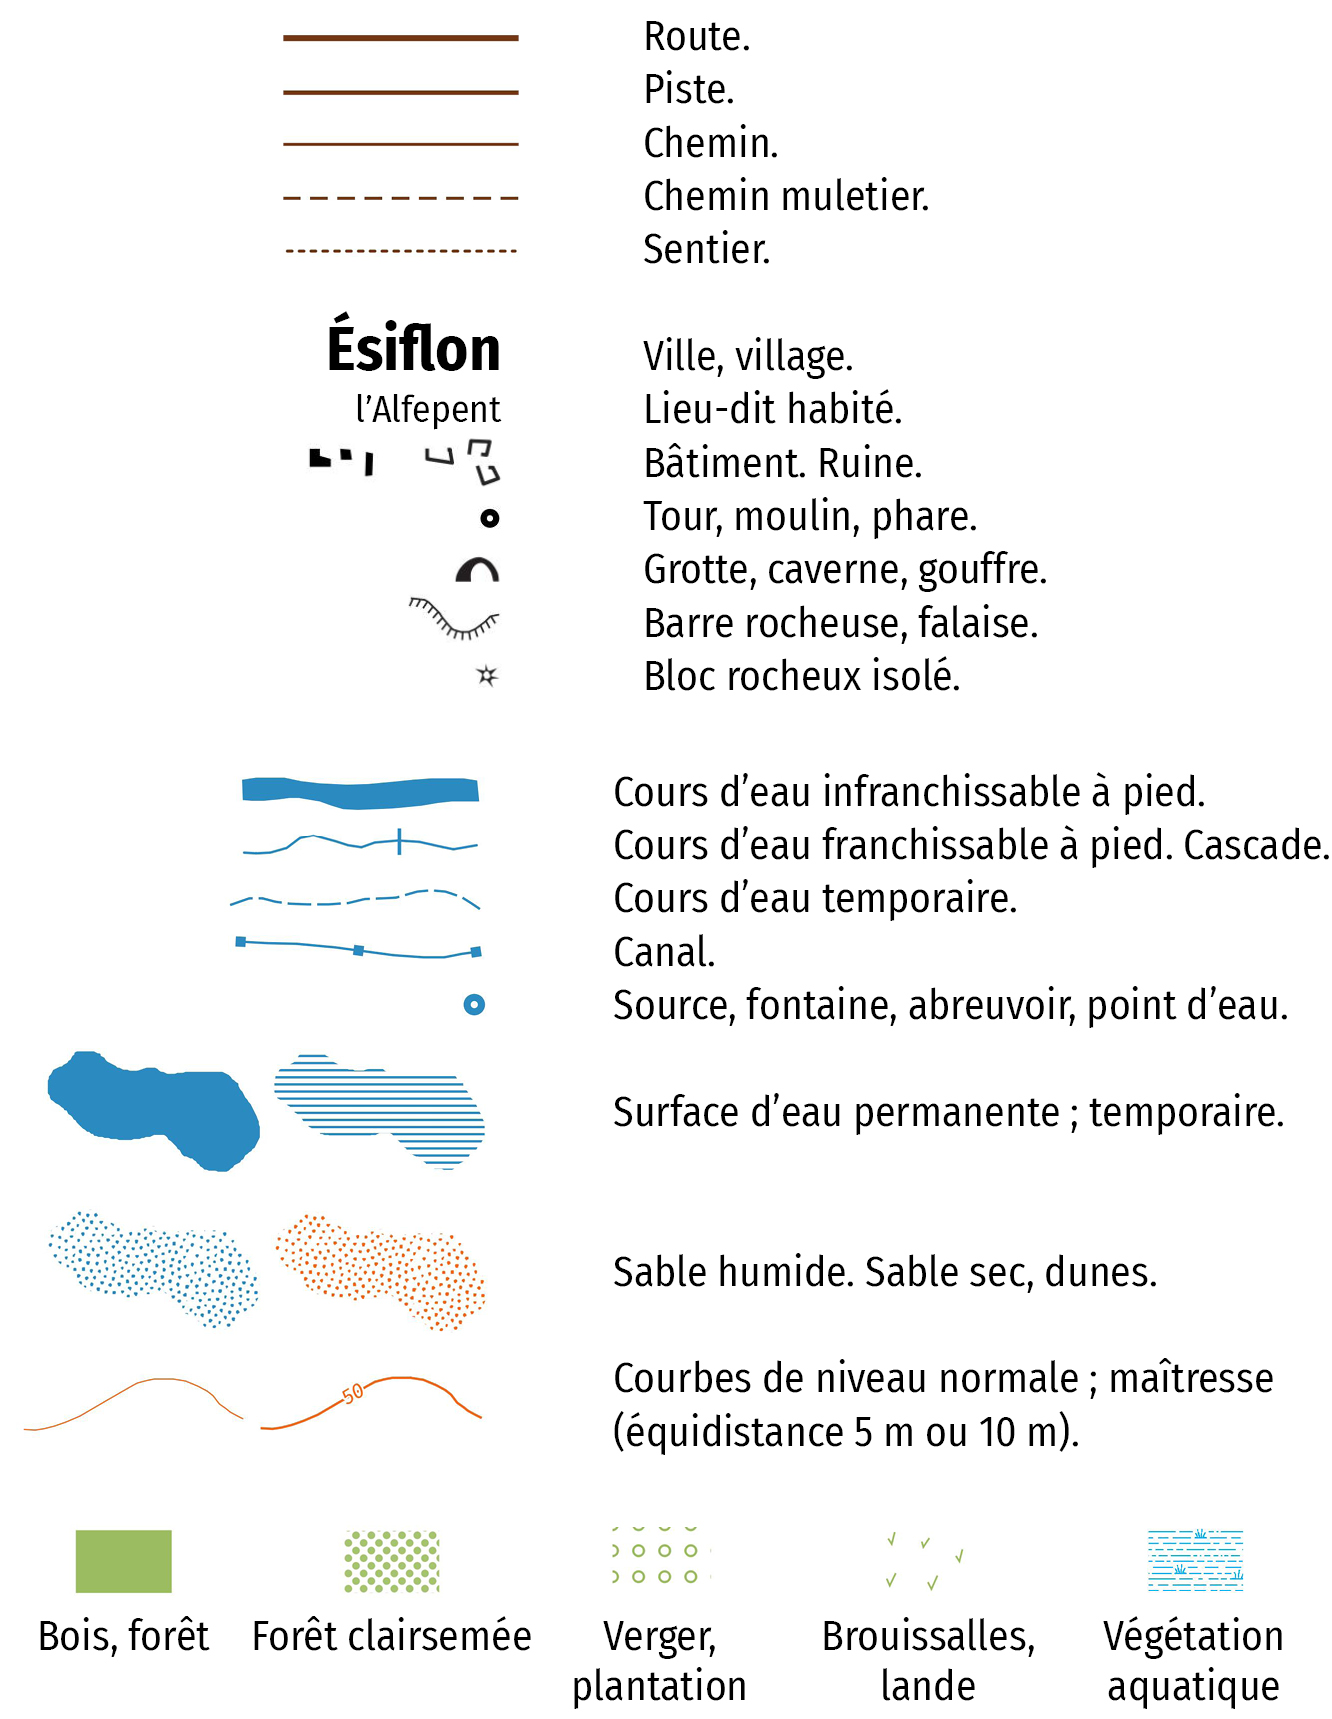 Route.
Piste.
Chemin.
Chemin muletier.
Sentier.
Ésiflon
Ville, village.
l’Alfepent
Lieu-dit habité.
Bâtiment. Ruine.
Tour, moulin, phare.
Grotte, caverne, gouffre.
Barre rocheuse, falaise.
Bloc rocheux isolé.
Cours d’eau infranchissable à pied.
Cours d’eau franchissable à pied. Cascade.
Cours d’eau temporaire.
Canal.
Source, fontaine, abreuvoir, point d’eau.
Surface d’eau permanente ; temporaire.
Sable humide. Sable sec, dunes.
50
Courbes de niveau normale ; maîtresse
(équidistance 5 m ou 10 m).
Bois, forêt
Forêt clairsemée
Verger,
plantation
Brouissalles,
lande
Végétation
aquatique